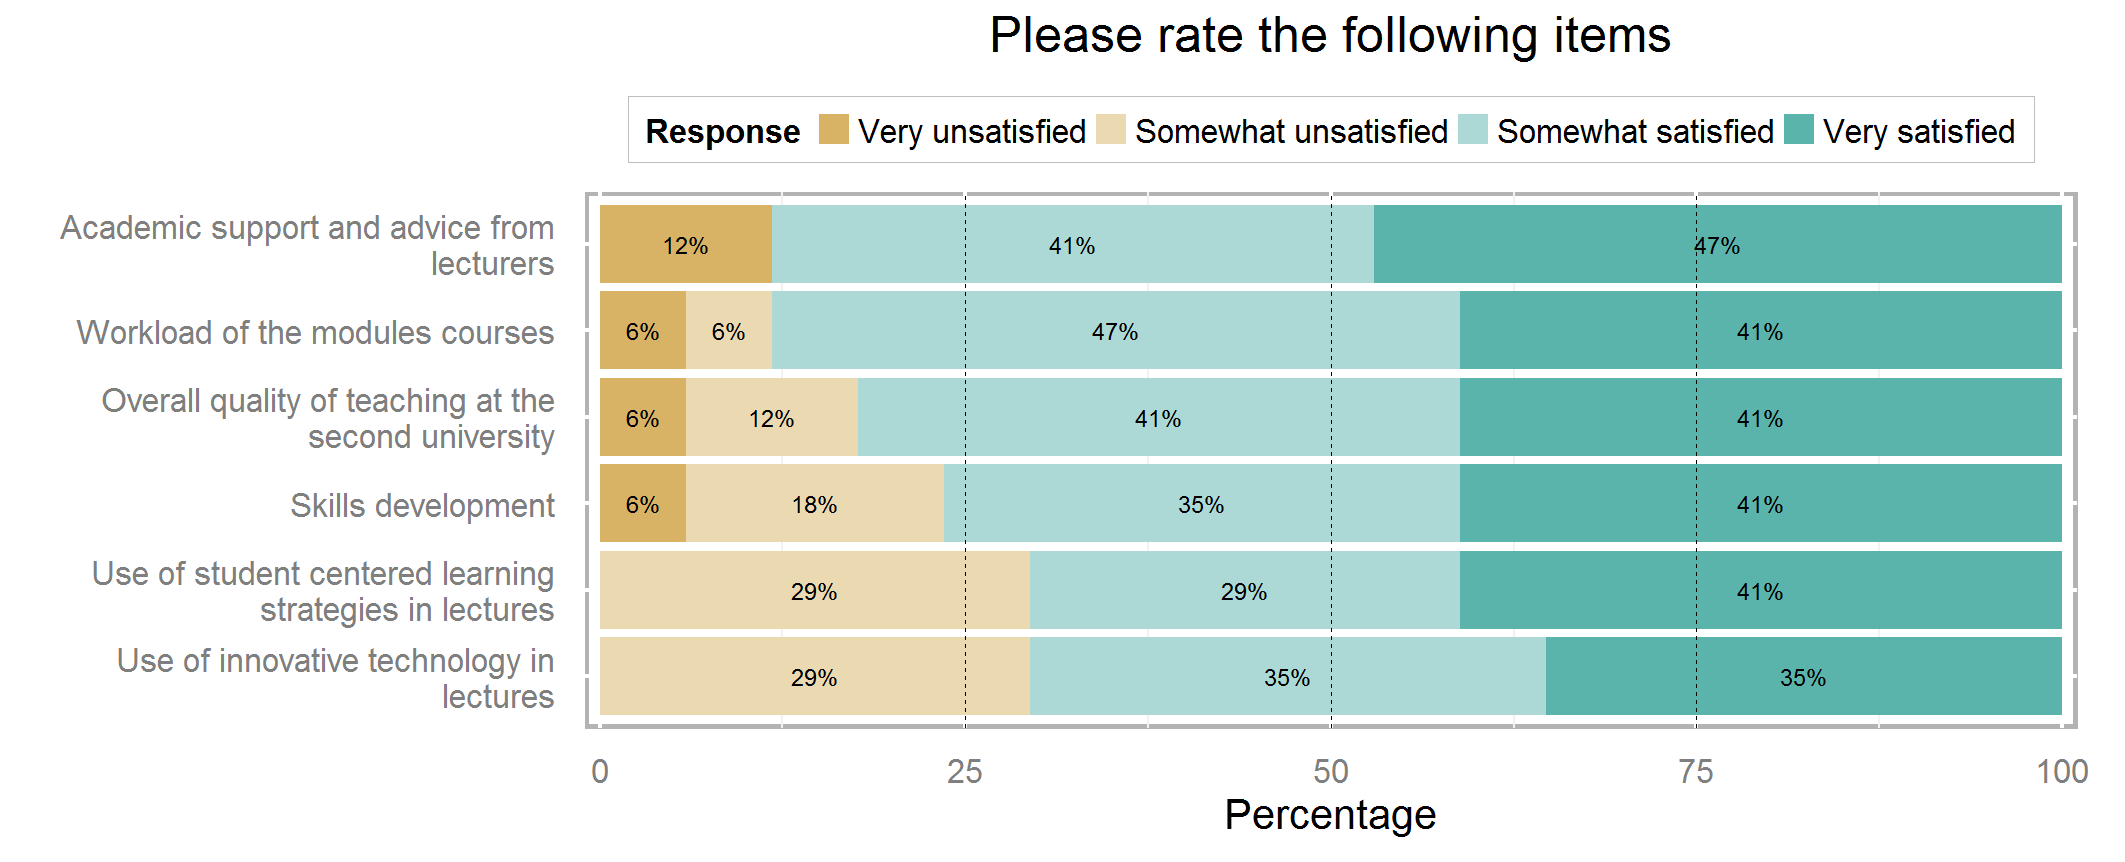 Please rate the following items
Response Very unsatisfied Somewhat unsatisfied Somewhat satisfied Very satisfied
Academic support and advice from
lecturers
12% 41% 47%
Workload of the modules courses
6% 6% 47% 41%
Overall quality of teaching at the
second university
6% 12% 41% 41%
Skills development
6% 18% 35% 41%
Use of student centered learning
strategies in lectures
29% 29% 41%
Use of innovative technology in
lectures
29% 35% 35%
0 25 50 75 100
Percentage